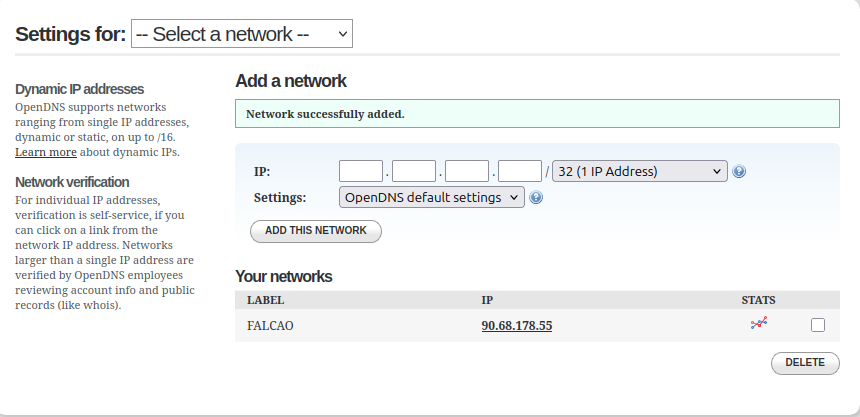 Settings for: -- Select a network --
Dynamic IP addresses
OpenDNS supports networks
ranging from single IP addresses,
dynamic or static, on up to /16.
Learn more about dynamic IPs.
Network verification
For individual IP addresses,
verification is self-service, if you
can click on a link from the
network IP address. Networks
larger than a single IP address are
verified by OpenDNS employees
reviewing account info and public
records (like whois).
Add a network
Network successfully added.
IP: . . . / 32 (1 IP Address) ?
Settings: OpenDNS default settings ?
ADD THIS NETWORK
Your networks
LABEL IP STATS
FALCAO 90.68.178.55
DELETE